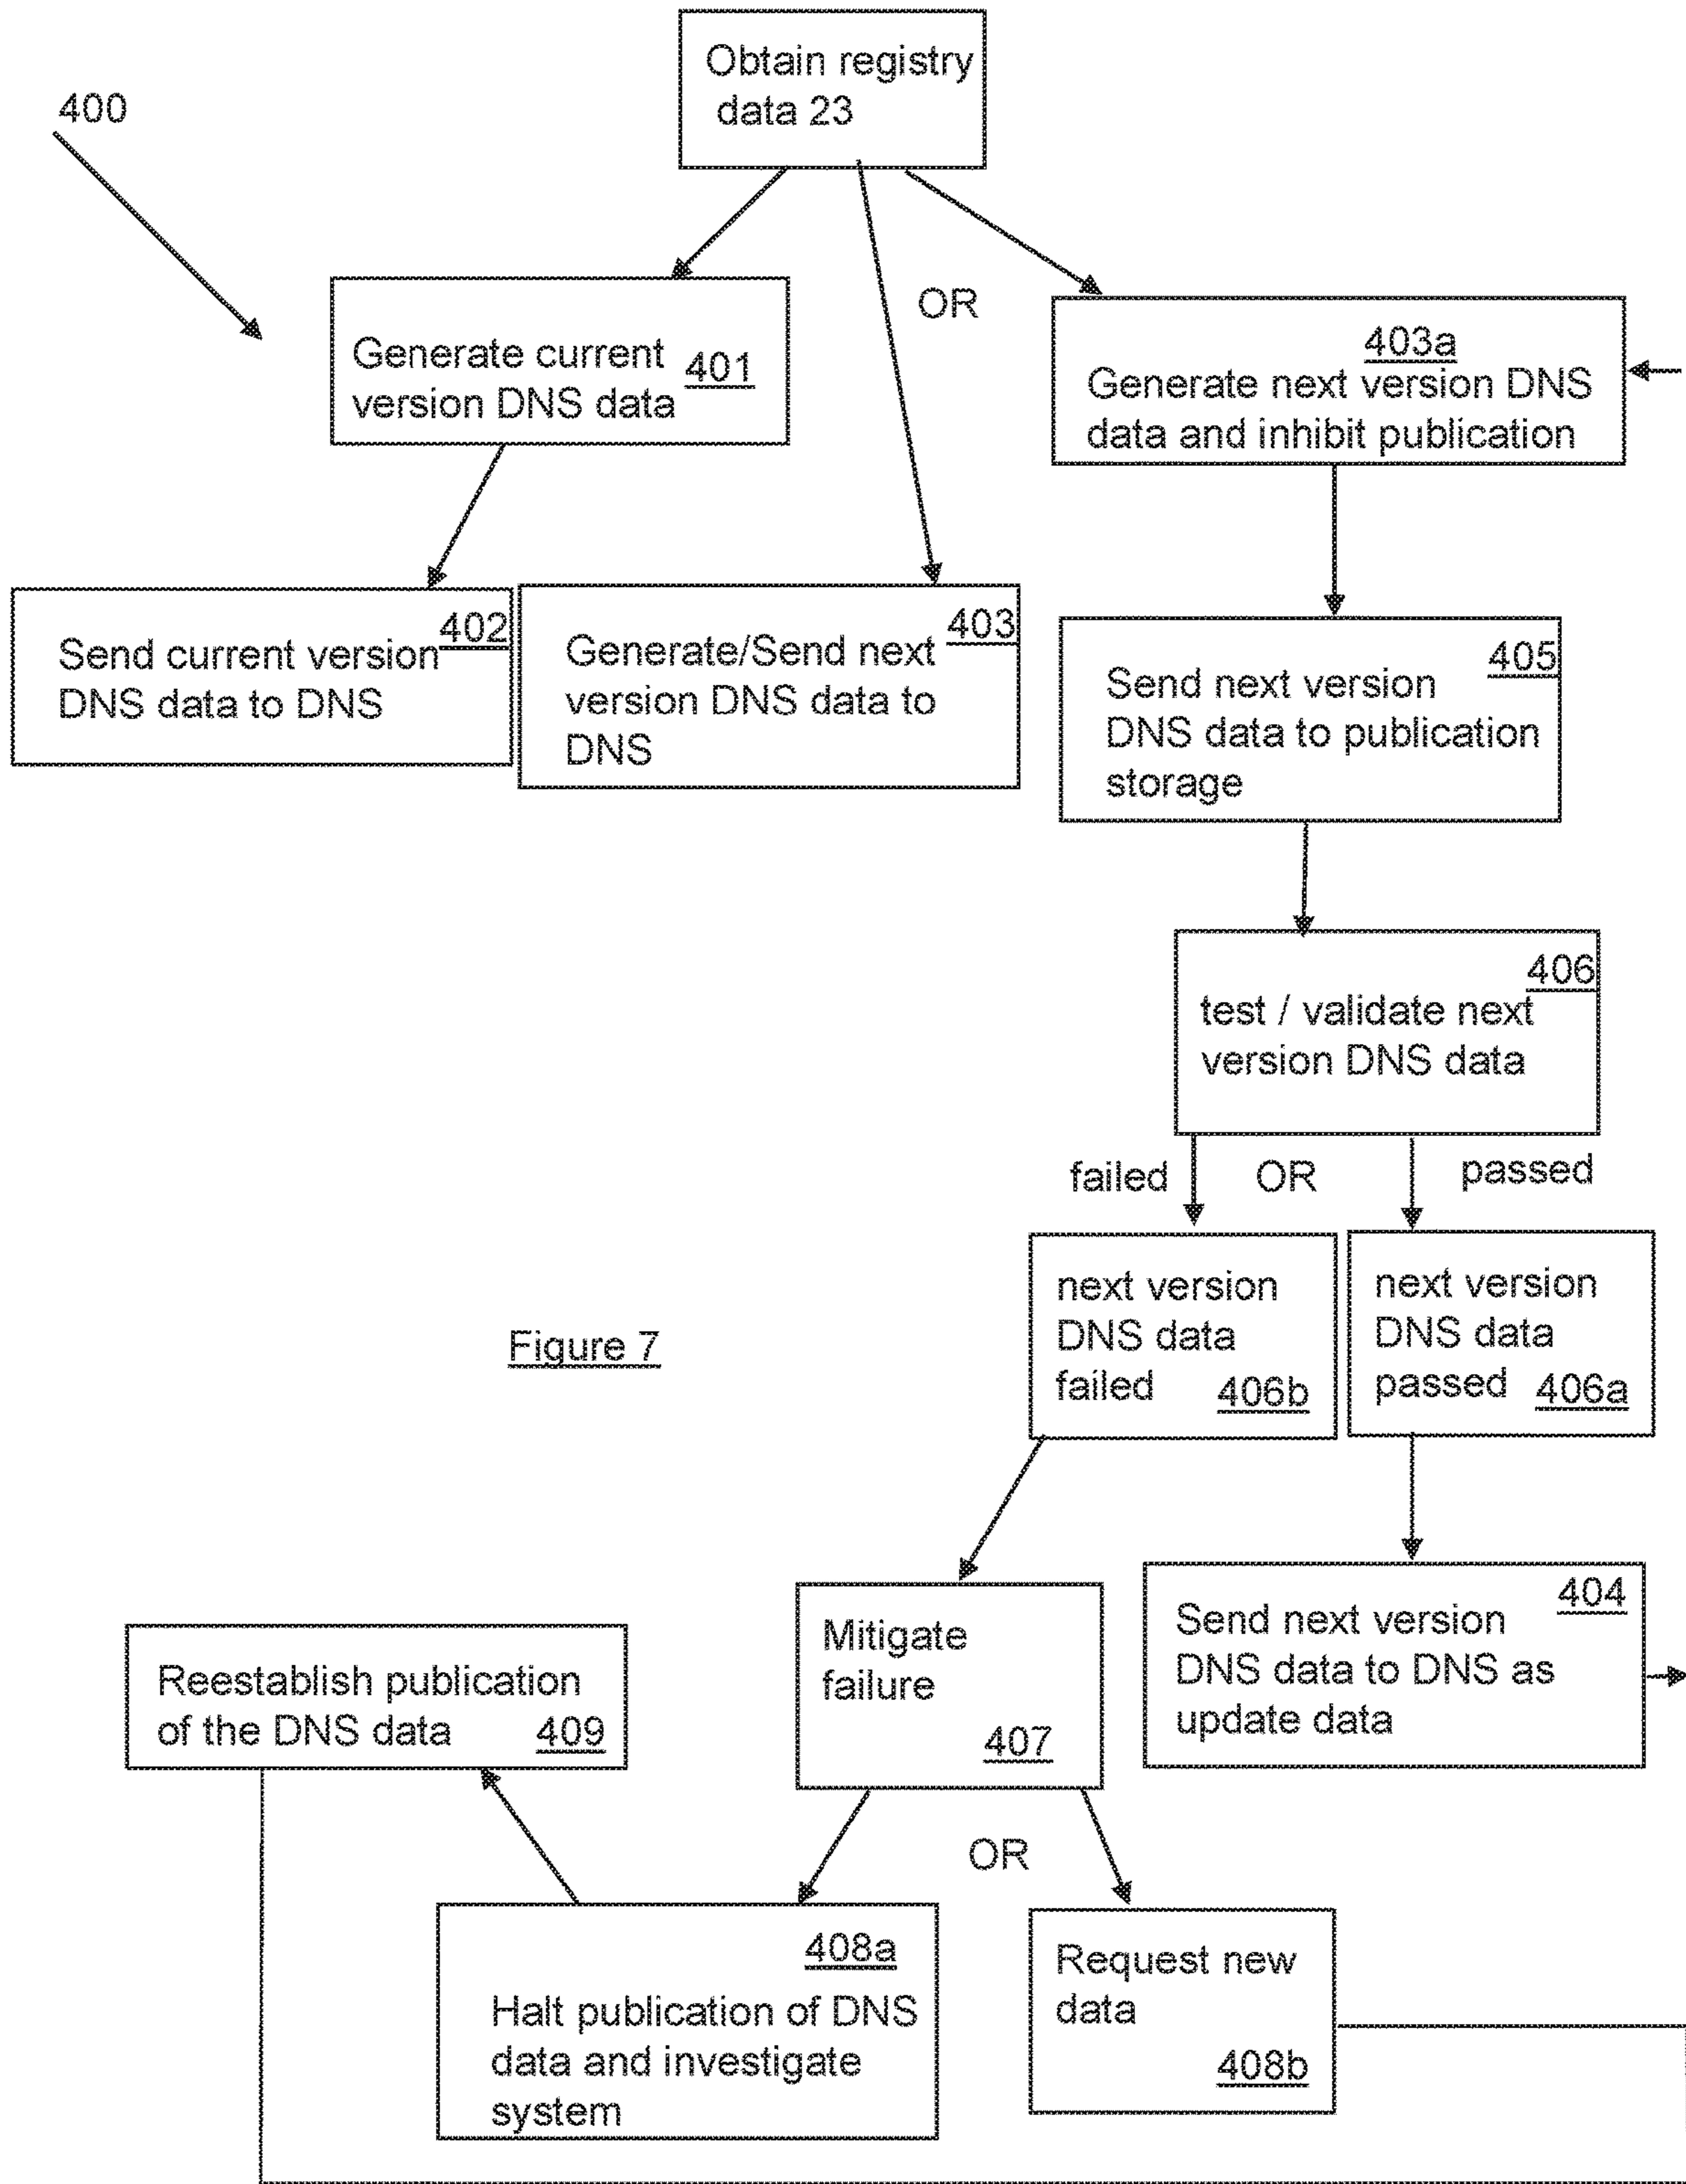 Obtain registry
data 23
400
OR
Generate current
version DNS data
401
403a
Generate next version DNS
data and inhibit publication
402
Send current version
DNS data to DNS
403
Generate/Send next
version DNS data to
DNS
405
Send next version
DNS data to publication
storage
406
test / validate next
version DNS data
failed
OR
passed
next version
DNS data
failed
406b
next version
DNS data
passed
406a
Figure 7
Mitigate
failure
407
404
Send next version
DNS data to DNS as
update data
Reestablish publication
of the DNS data
409
OR
408a
Halt publication of DNS
data and investigate
system
Request new
data
408b